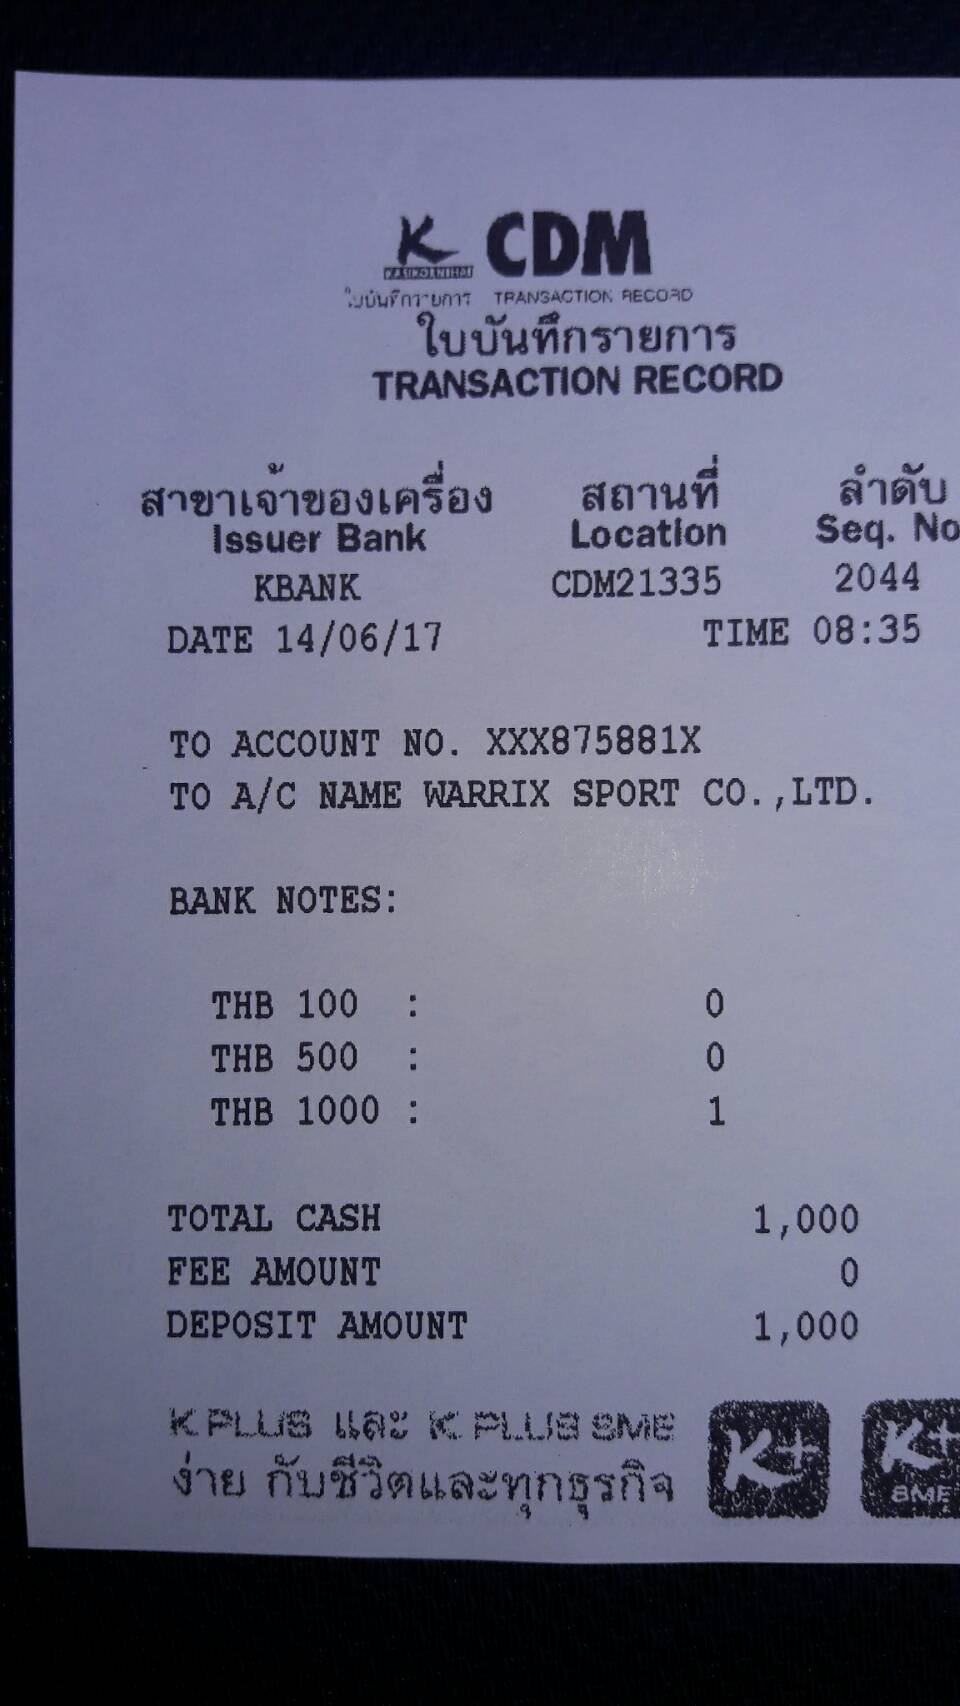 K CDM
KASIKORNTHAI
ใบบันทึกรายการ TRANSACTION RECORD
ใบบันทึกรายการ
TRANSACTION RECORD
สาขาเจ้าของเครื่อง สถานที่ ลำดับ
Issuer Bank Location Seq. No
KBANK CDM21335 2044
DATE 14/06/17 TIME 08:35
TO ACCOUNT NO. XXX875881X
TO A/C NAME WARRIX SPORT CO.,LTD.
BANK NOTES:
THB 100 : 0
THB 500 : 0
THB 1000 : 1
TOTAL CASH 1,000
FEE AMOUNT 0
DEPOSIT AMOUNT 1,000
K PLUS และ K PLUS SME K+ K+
ง่าย กับชีวิตและทุกธุรกิจ SME